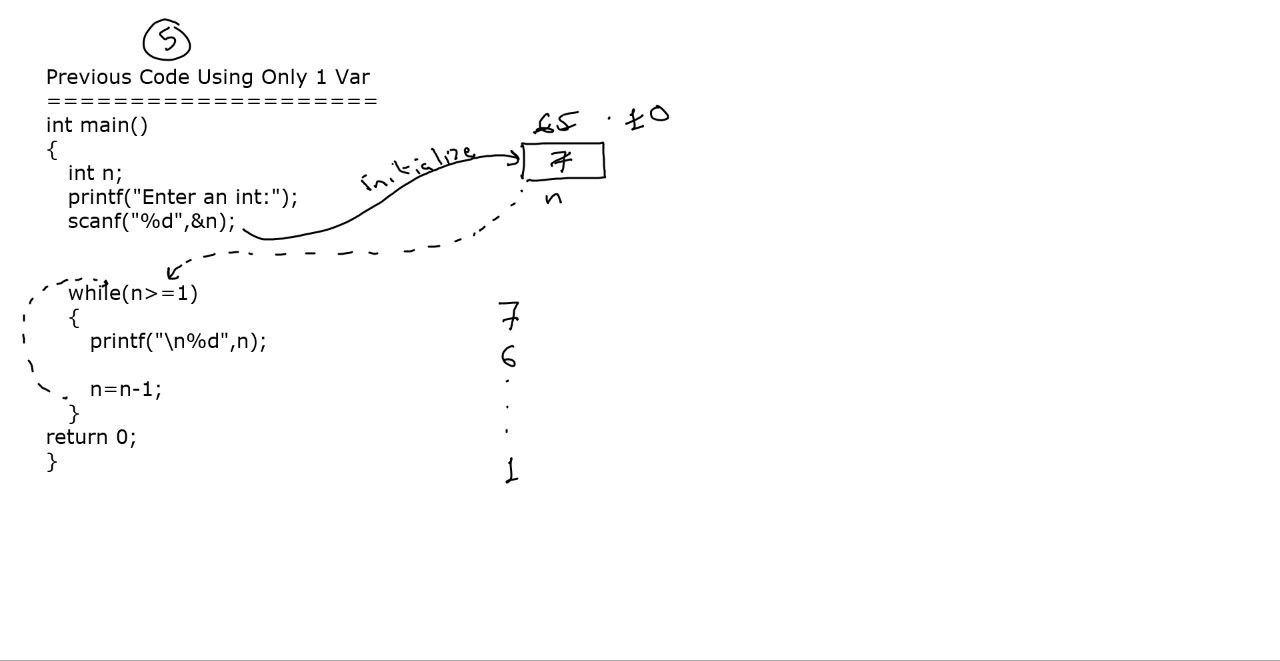 5
Previous Code Using Only 1 Var
====================
int main()
{
int n;
printf("Enter an int:");
scanf("%d",&n);
initialize
65 . 10
7
n
while(n>=1)
{
printf("\n%d",n);
n=n-1;
}
return 0;
}
7
6
.
.
.
1